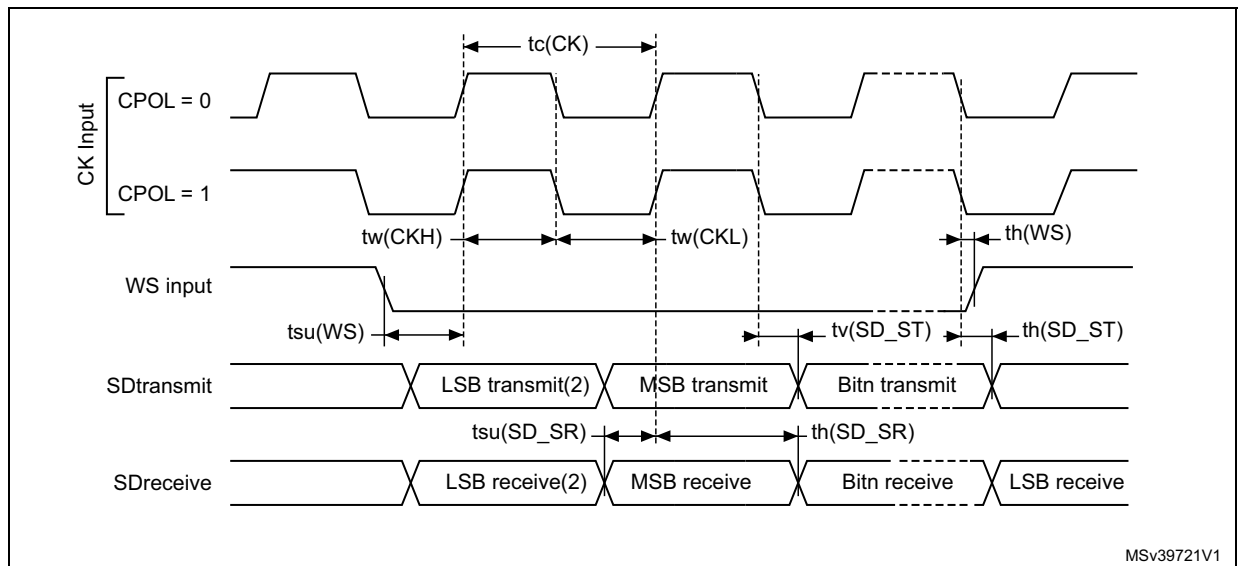 tc(CK)
CK Input
CPOL = 0
CPOL = 1
tw(CKH)
tw(CKL)
th(WS)
WS input
tsu(WS)
tv(SD_ST)
th(SD_ST)
SDtransmit
LSB transmit(2)
MSB transmit
Bitn transmit
tsu(SD_SR)
th(SD_SR)
SDreceive
LSB receive(2)
MSB receive
Bitn receive
LSB receive
MSv39721V1